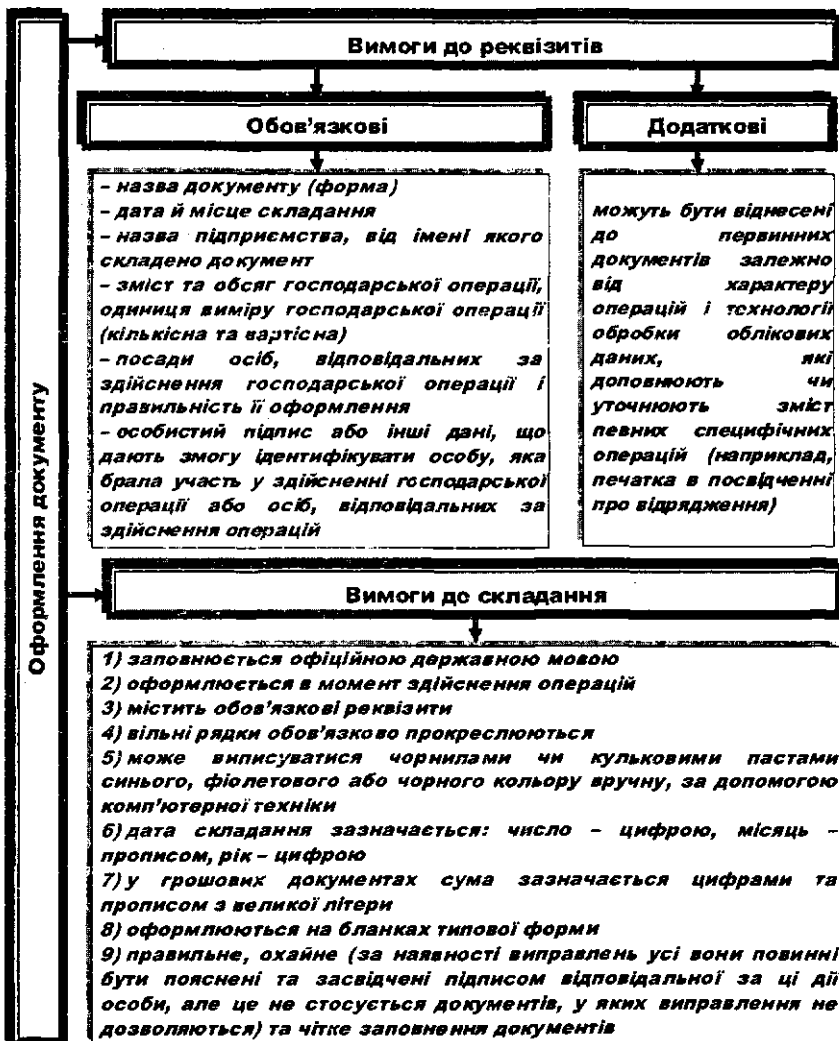 Оформлення документу
Вимоги до реквізитів
Обов'язкові
– назва документу (форма)
– дата й місце складання
– назва підприємства, від імені якого
складено документ
– зміст та обсяг господарської операції,
одиниця виміру господарської операції
(кількісна та вартісна)
– посади осіб, відповідальних за
здійснення господарської операції і
правильність її оформлення
– особистий підпис або інші дані, що
дають змогу ідентифікувати особу, яка
брала участь у здійсненні господарської
операції або осіб, відповідальних за
здійснення операцій
Додаткові
можуть бути віднесені
до первинних
документів залежно
від характеру
операцій і технології
обробки облікових
даних, які
доповнюють чи
уточнюють зміст
певних специфічних
операцій (наприклад,
печатка в посвідченні
про відрядження)
Вимоги до складання
1) заповнюється офіційною державною мовою
2) оформлюється в момент здійснення операцій
3) містить обов'язкові реквізити
4) вільні рядки обов'язково прокреслюються
5) може виписуватися чорнилами чи кульковими пастами
синього, фіолетового або чорного кольору вручну, за допомогою
комп'ютерної техніки
6) дата складання зазначається: число – цифрою, місяць –
прописом, рік – цифрою
7) у грошових документах сума зазначається цифрами та
прописом з великої літери
8) оформлюються на бланках типової форми
9) правильне, охайне (за наявності виправлень усі вони повинні
бути пояснені та засвідчені підписом відповідальної за ці дії
особи, але це не стосується документів, у яких виправлення не
дозволяються) та чітке заповнення документів